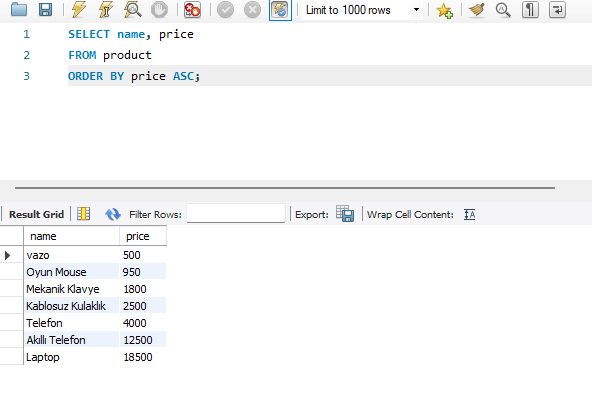 Limit to 1000 rows
1 SELECT name, price
2 FROM product
3 ORDER BY price ASC;
Result Grid Filter Rows: Export: Wrap Cell Content: IA
name price
vazo 500
Oyun Mouse 950
Mekanik Klavye 1800
Kablosuz Kulaklık 2500
Telefon 4000
Akıllı Telefon 12500
Laptop 18500